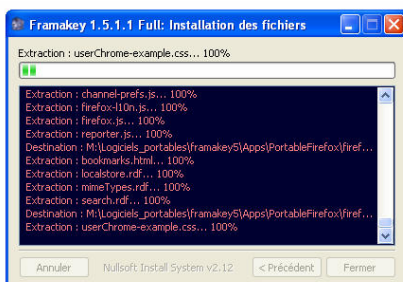 Framakey 1.5.1.1 Full: Installation des fichiers
Extraction : userChrome-example.css... 100%
Extraction : channel-prefs.js... 100%
Extraction : firefox-l10n.js... 100%
Extraction : firefox.js... 100%
Extraction : reporter.js... 100%
Destination : M:\Logiciels_portables\framakey5\Apps\PortableFirefox\firef...
Extraction : bookmarks.html... 100%
Extraction : localstore.rdf... 100%
Extraction : mimeTypes.rdf... 100%
Extraction : search.rdf... 100%
Destination : M:\Logiciels_portables\framakey5\Apps\PortableFirefox\firef...
Extraction : userChrome-example.css... 100%
Annuler Nullsoft Install System v2.12 < Précédent Fermer